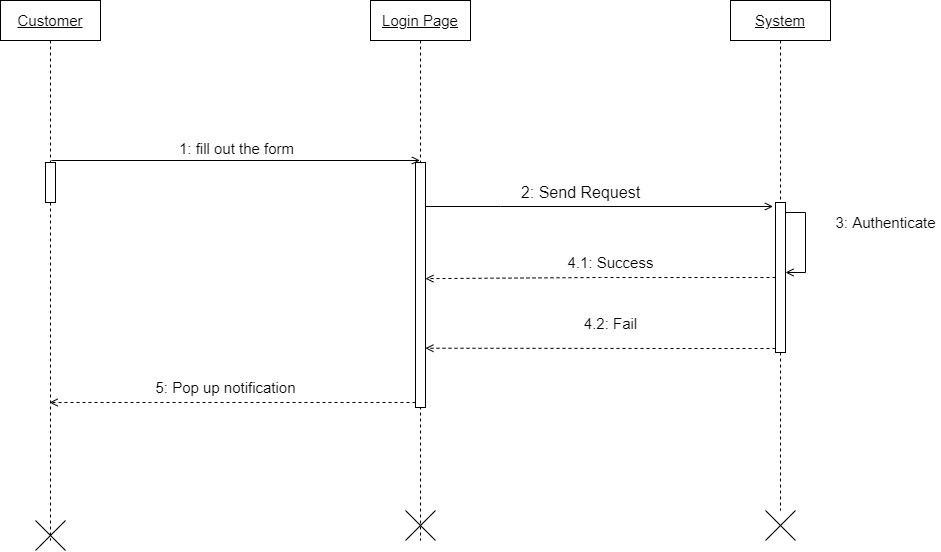 Customer
Login Page
System
1: fill out the form
2: Send Request
3: Authenticate
4.1: Success
4.2: Fail
5: Pop up notification